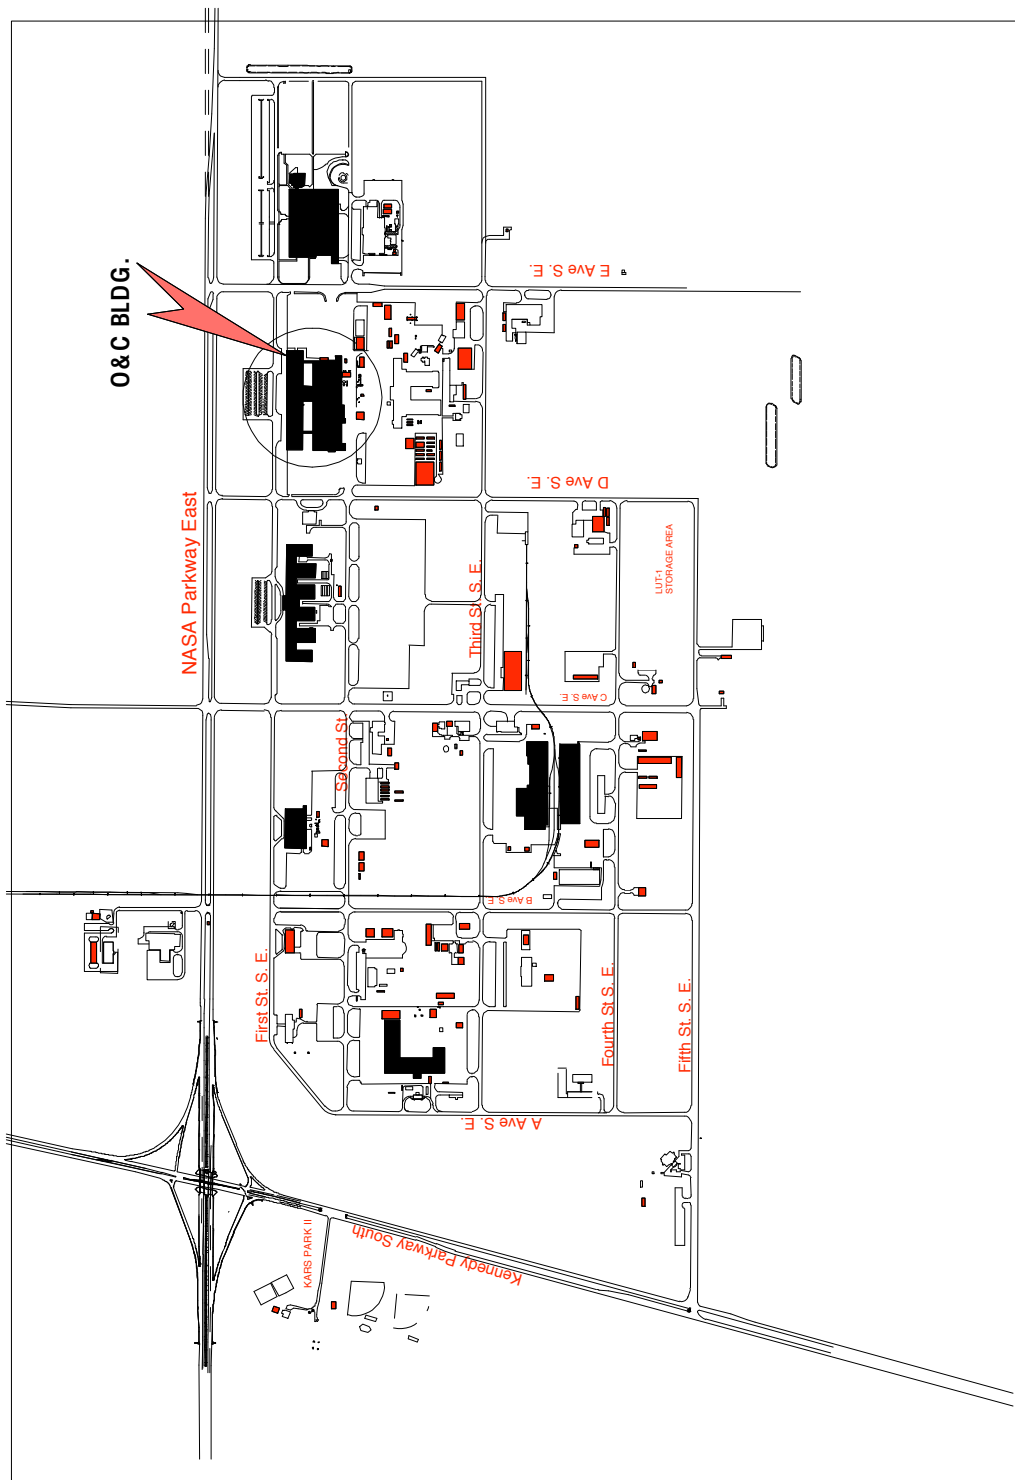 O&C BLDG.
E Ave S. E.
NASA Parkway East
D Ave S. E.
LUT-1
STORAGE AREA
Third St. S. E.
C Ave S. E.
Second St
B Ave S. E.
First St. S. E.
Fourth St S. E.
Fifth St. S. E.
A Ave S. E.
KARS PARK II
Kennedy Parkway South